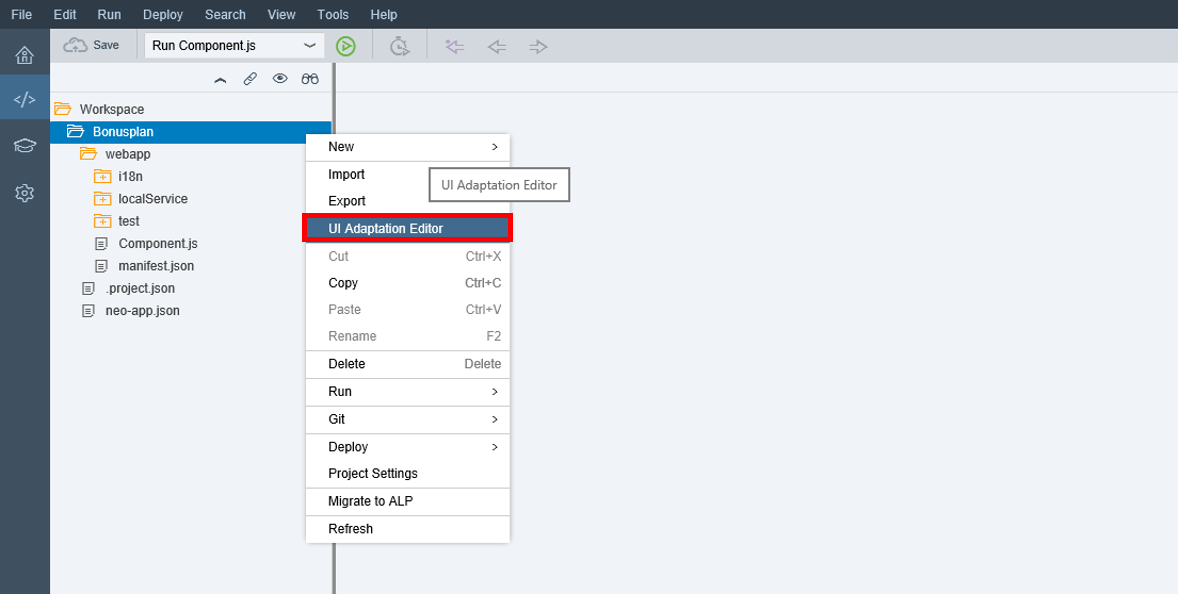 File Edit Run Deploy Search View Tools Help
Save Run Component.js
Workspace
Bonusplan
webapp
i18n
localService
test
Component.js
manifest.json
.project.json
neo-app.json
New >
Import
UI Adaptation Editor
Export
UI Adaptation Editor
Cut Ctrl+X
Copy Ctrl+C
Paste Ctrl+V
Rename F2
Delete Delete
Run >
Git >
Deploy >
Project Settings
Migrate to ALP
Refresh